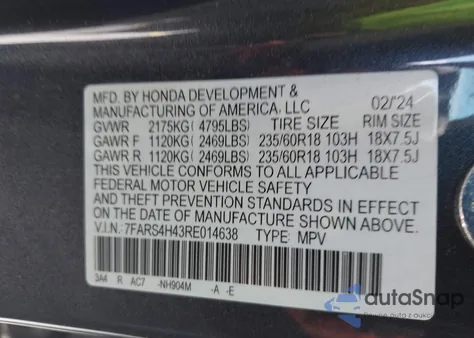 MFD. BY HONDA DEVELOPMENT &
MANUFACTURING OF AMERICA, LLC 02/'24
GVWR 2175KG( 4795LBS) TIRE SIZE RIM SIZE
GAWR F 1120KG( 2469LBS) 235/60R18 103H 18X7.5J
GAWR R 1120KG( 2469LBS) 235/60R18 103H 18X7.5J
THIS VEHICLE CONFORMS TO ALL APPLICABLE
FEDERAL MOTOR VEHICLE SAFETY
AND THEFT PREVENTION STANDARDS IN EFFECT
ON THE DATE OF MANUFACTURE SHOWN ABOVE.
V.I.N.:7FARS4H43RE014638 TYPE: MPV
3A4 R AC7 -NH904M -A -E
autoSnap
Pewne auto z aukcji